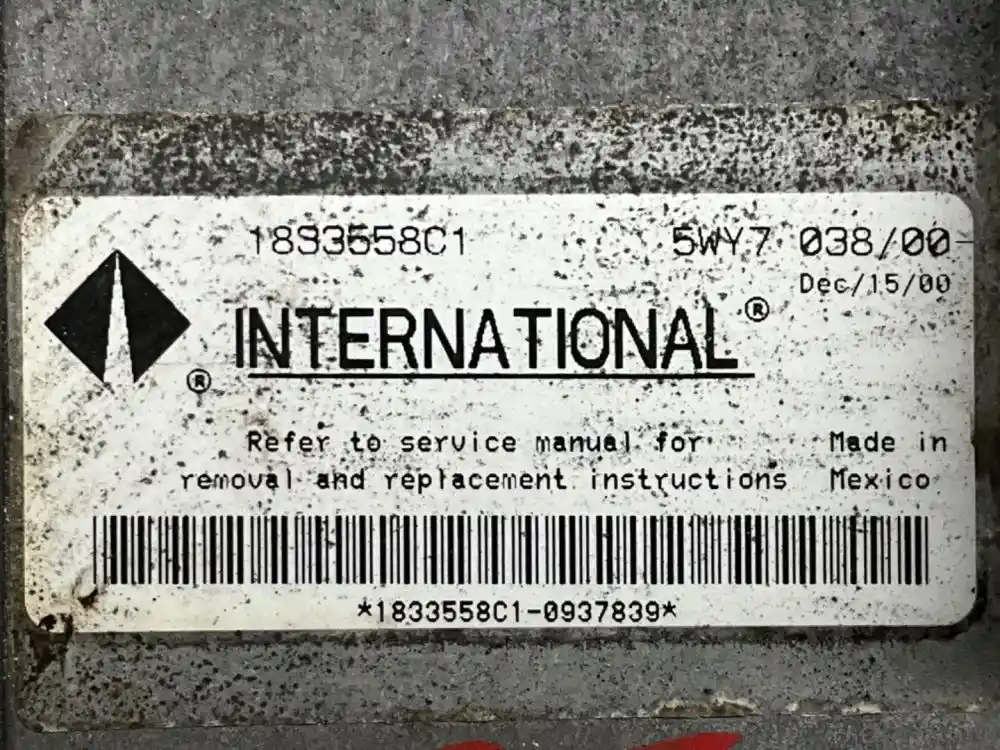 1833558C1 5WY7 038/00
Dec/15/00
INTERNATIONAL®
®
Refer to service manual for Made in
removal and replacement instructions Mexico
*1833558C1-0937839*